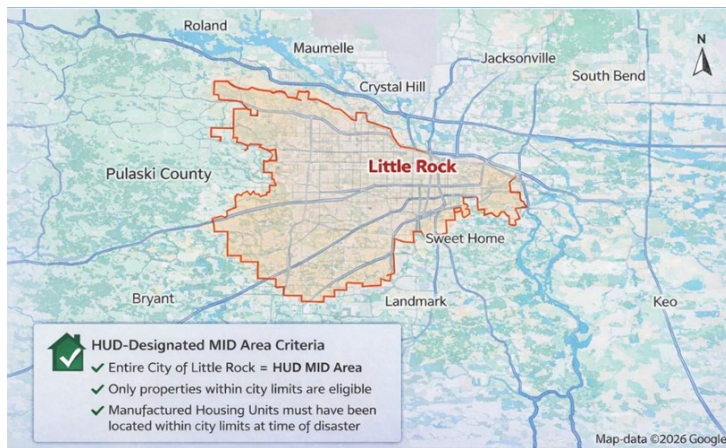 Roland
Maumelle
N
Jacksonville
South Bend
Crystal Hill
Little Rock
Pulaski County
Sweet Home
Bryant
Landmark
Keo
HUD-Designated MID Area Criteria
✓ Entire City of Little Rock = HUD MID Area
✓ Only properties within city limits are eligible
✓ Manufactured Housing Units must have been
located within city limits at time of disaster
Map-data ©2026 Google